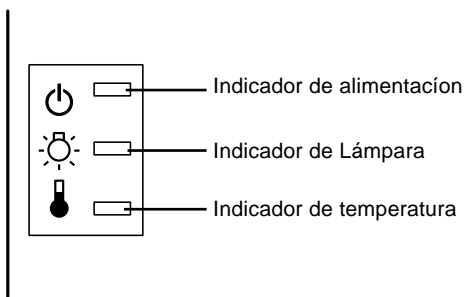 Indicador de alimentacíon
Indicador de Lámpara
Indicador de temperatura